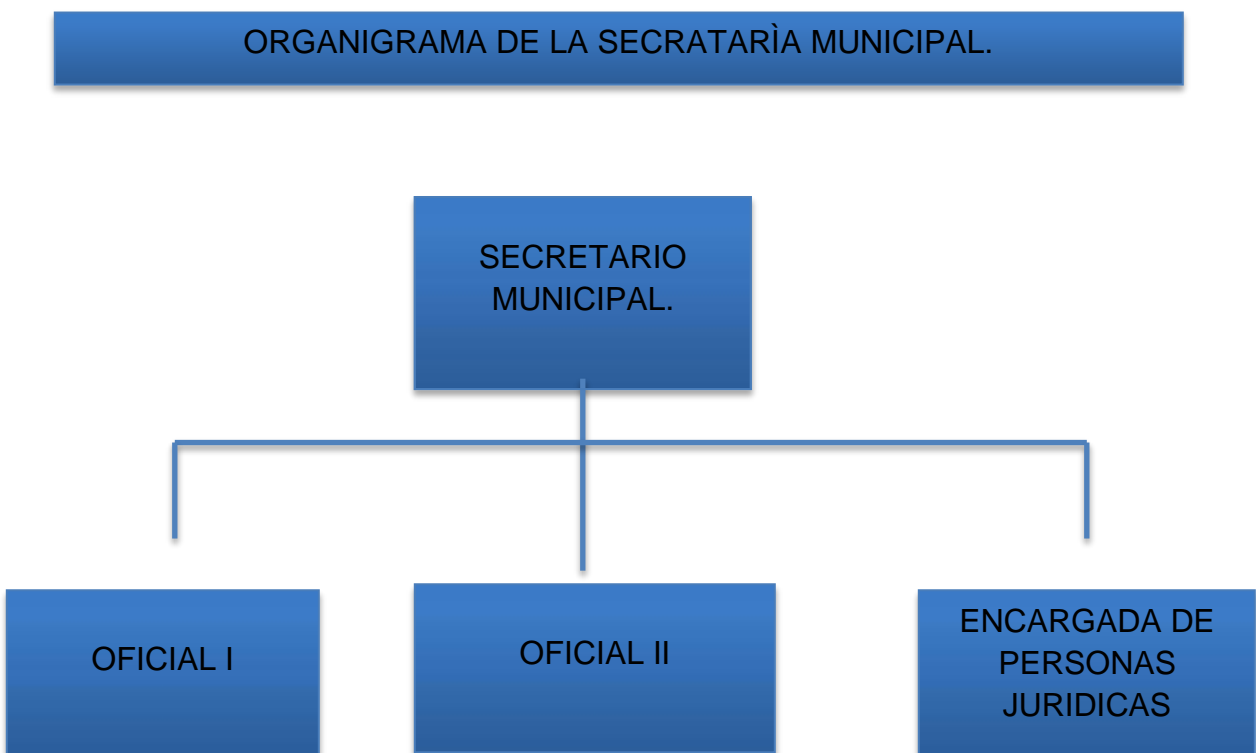 ORGANIGRAMA DE LA SECRATARÌA MUNICIPAL.
SECRETARIO
MUNICIPAL.
OFICIAL I
OFICIAL II
ENCARGADA DE
PERSONAS
JURIDICAS